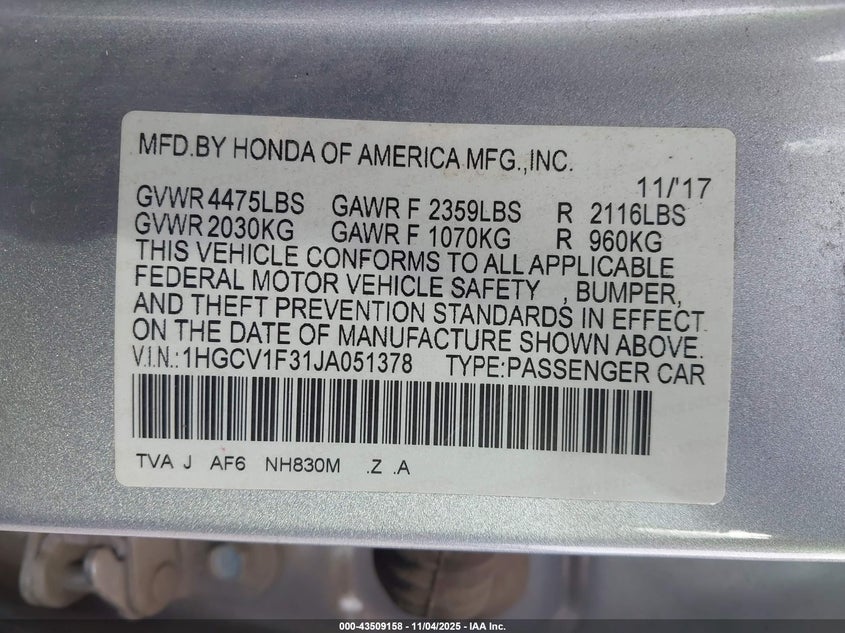 MFD.BY HONDA OF AMERICA MFG.,INC.
11/'17
GVWR 4475LBS GAWR F 2359LBS R 2116LBS
GVWR 2030KG GAWR F 1070KG R 960KG
THIS VEHICLE CONFORMS TO ALL APPLICABLE
FEDERAL MOTOR VEHICLE SAFETY , BUMPER,
AND THEFT PREVENTION STANDARDS IN EFFECT
ON THE DATE OF MANUFACTURE SHOWN ABOVE.
V.I.N.: 1HGCV1F31JA051378 TYPE:PASSENGER CAR
TVA J AF6 NH830M .Z .A
000-43509158 - 11/04/2025 - IAA Inc.